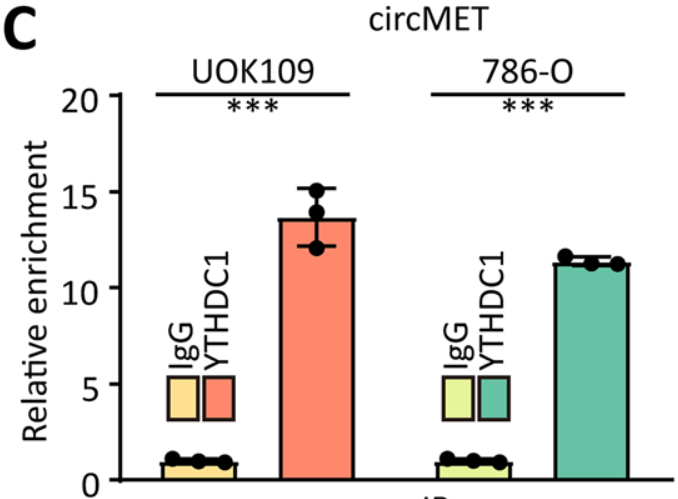 C
circMET
UOK109
786-O
***
***
Relative enrichment
20
15
10
5
0
IgG
YTHDC1
IgG
YTHDC1